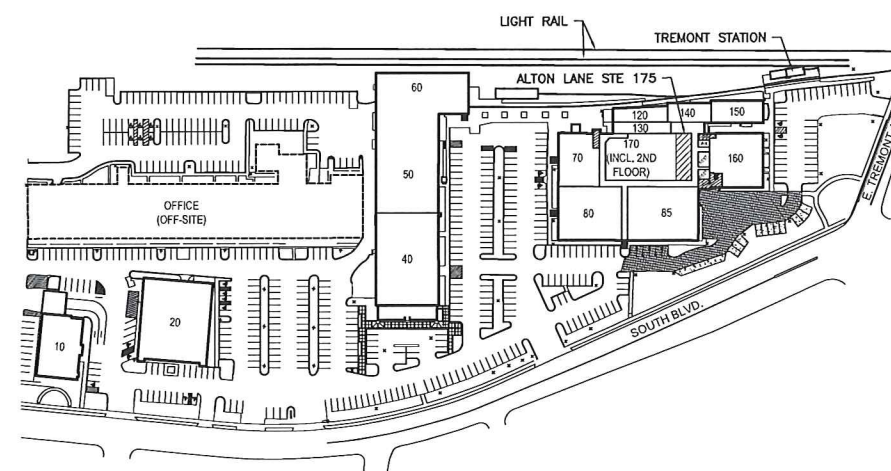 LIGHT RAIL
TREMONT STATION
ALTON LANE STE 175
60
120
140
150
130
70
170
(INCL, 2ND
FLOOR)
160
50
OFFICE
(OFF-SITE)
80
85
40
E. TREMONT
20
10
SOUTH BLVD.